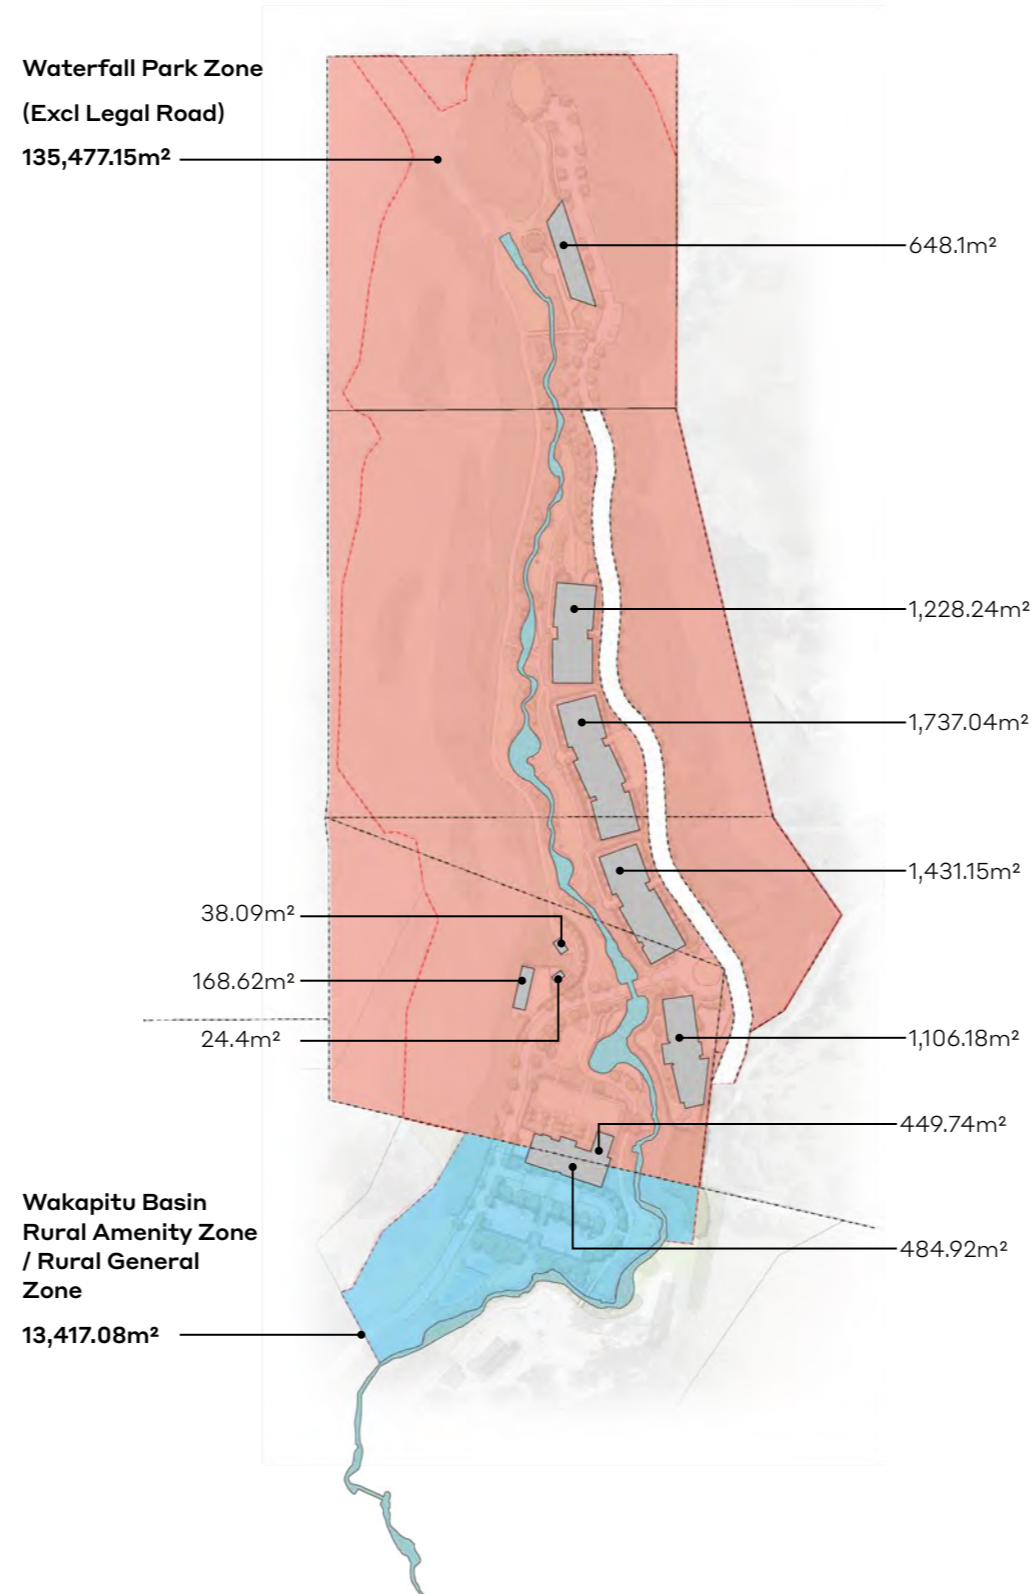 Waterfall Park Zone
(Excl Legal Road)
135,477.15m²
648.1m²
1,228.24m²
1,737.04m²
1,431.15m²
38.09m²
168.62m²
24.4m²
1,106.18m²
449.74m²
Wakapitu Basin
Rural Amenity Zone
/ Rural General
Zone
484.92m²
13,417.08m²